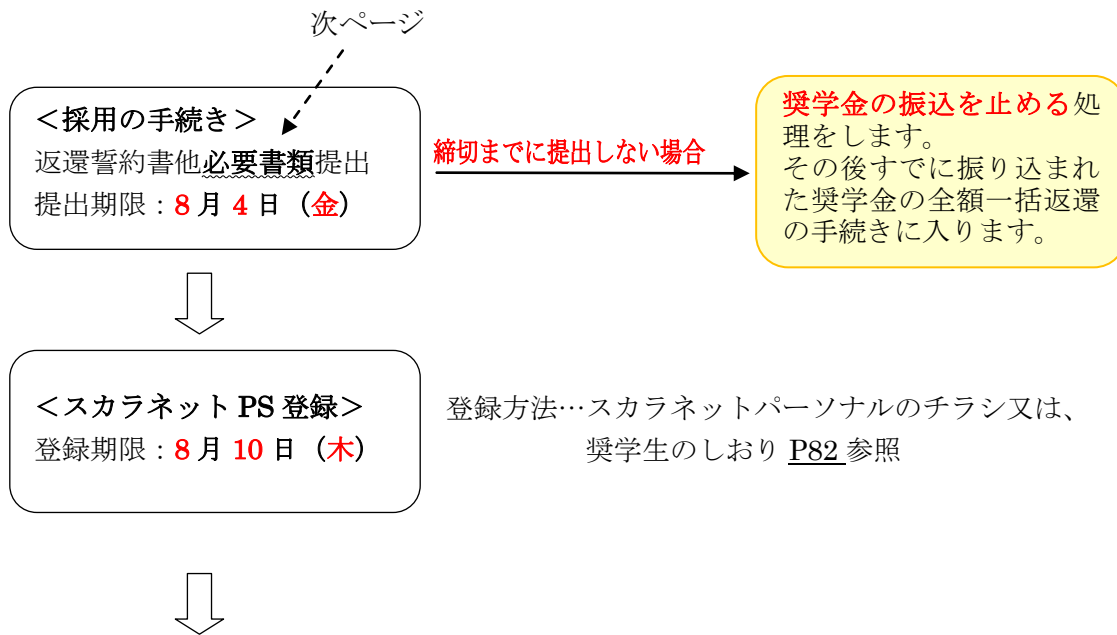 次ページ
＜採用の手続き＞
返還誓約書他必要書類提出
提出期限：8 月 4 日（金）
締切までに提出しない場合
奨学金の振込を止める処
理をします。
その後すでに振り込まれ
た奨学金の全額一括返還
の手続きに入ります。
＜スカラネット PS 登録＞
登録期限：8 月 10 日（木）
登録方法…スカラネットパーソナルのチラシ又は、
奨学生のしおり P82 参照